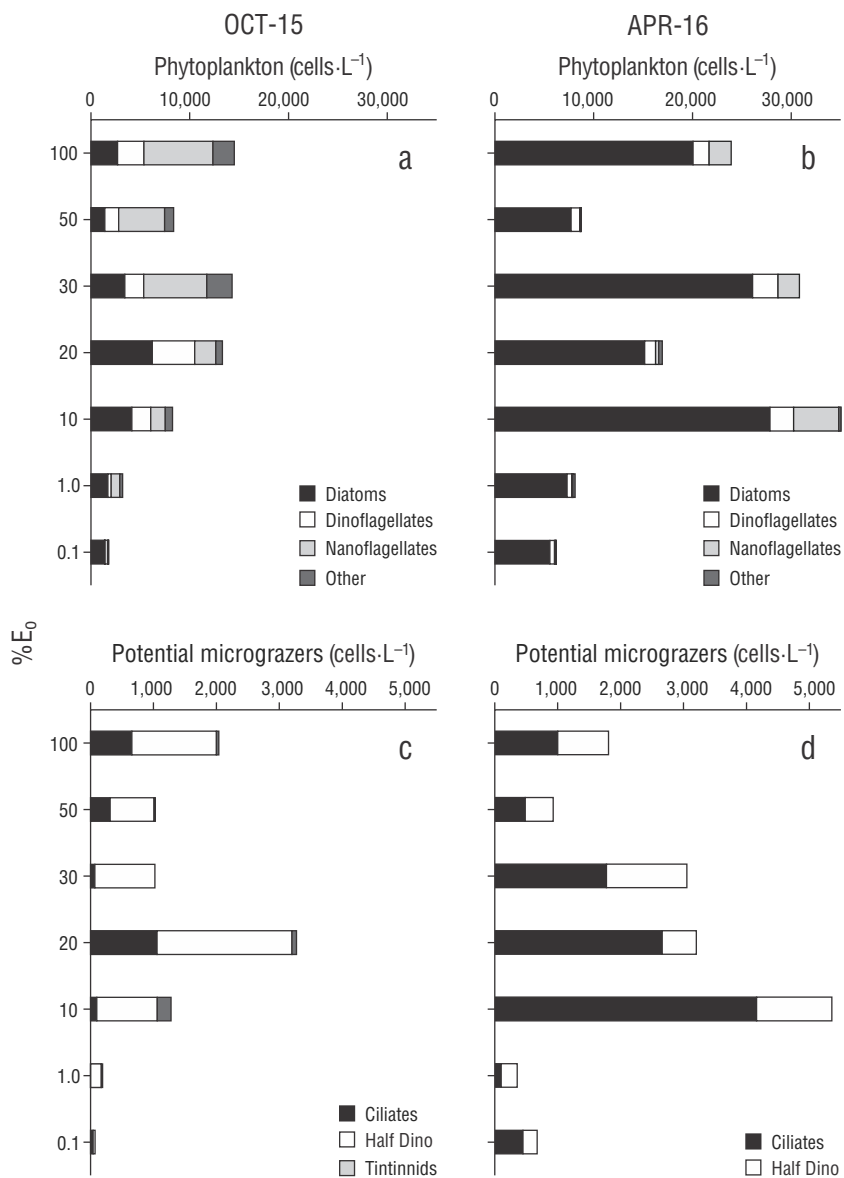 OCT-15
Phytoplankton (cells·L⁻¹)
0 10,000 20,000 30,000
a
100
50
30
20
10
1.0
0.1
Diatoms
Dinoflagellates
Nanoflagellates
Other
APR-16
Phytoplankton (cells·L⁻¹)
0 10,000 20,000 30,000
b
Diatoms
Dinoflagellates
Nanoflagellates
Other
%E₀
Potential micrograzers (cells·L⁻¹)
0 1,000 2,000 3,000 4,000 5,000
c
100
50
30
20
10
1.0
0.1
Ciliates
Half Dino
Tintinnids
Potential micrograzers (cells·L⁻¹)
0 1,000 2,000 3,000 4,000 5,000
d
Ciliates
Half Dino